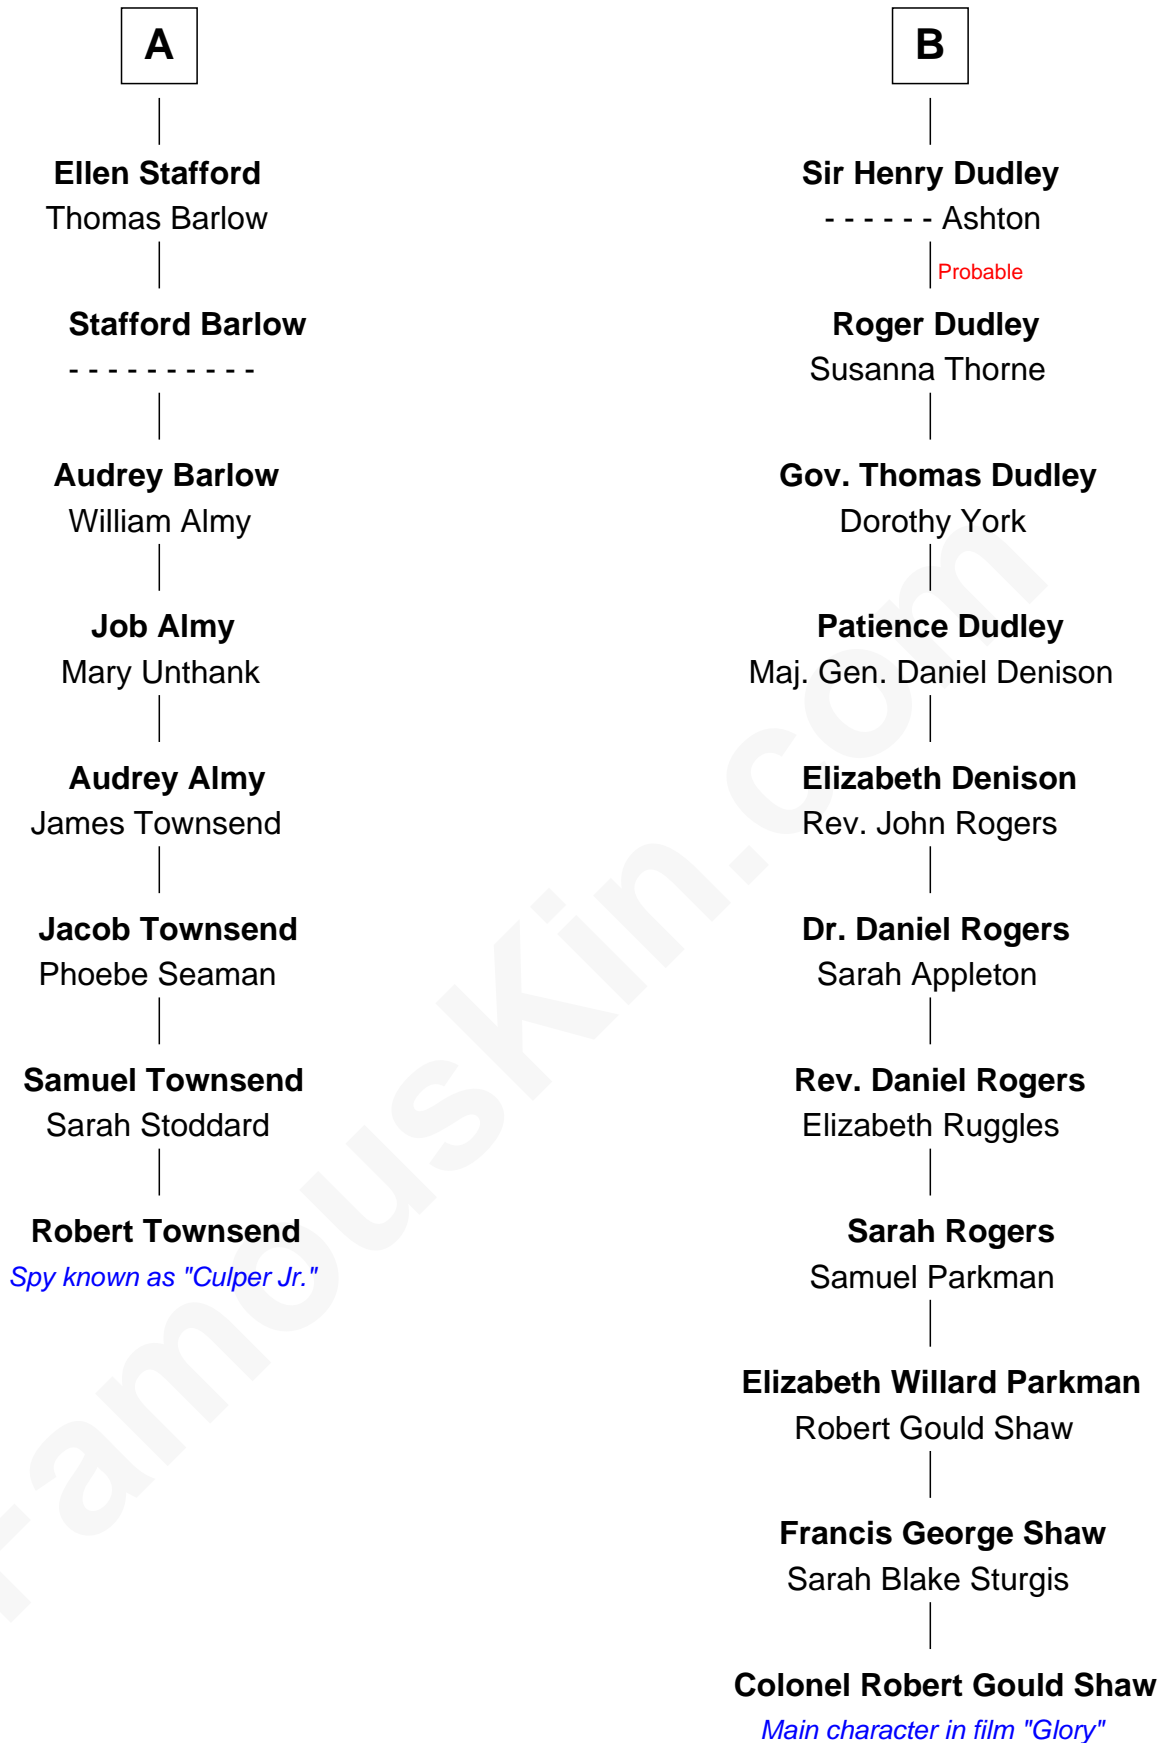 A
Ellen Stafford
Thomas Barlow
Stafford Barlow
- - - - - - - - - -
Audrey Barlow
William Almy
Job Almy
Mary Unthank
Audrey Almy
James Townsend
Jacob Townsend
Phoebe Seaman
Samuel Townsend
Sarah Stoddard
Robert Townsend
Spy known as "Culper Jr."
B
Sir Henry Dudley
- - - - - - Ashton
Probable
Roger Dudley
Susanna Thorne
Gov. Thomas Dudley
Dorothy York
Patience Dudley
Maj. Gen. Daniel Denison
Elizabeth Denison
Rev. John Rogers
Dr. Daniel Rogers
Sarah Appleton
Rev. Daniel Rogers
Elizabeth Ruggles
Sarah Rogers
Samuel Parkman
Elizabeth Willard Parkman
Robert Gould Shaw
Francis George Shaw
Sarah Blake Sturgis
Colonel Robert Gould Shaw
Main character in film "Glory"
FamousKin.com